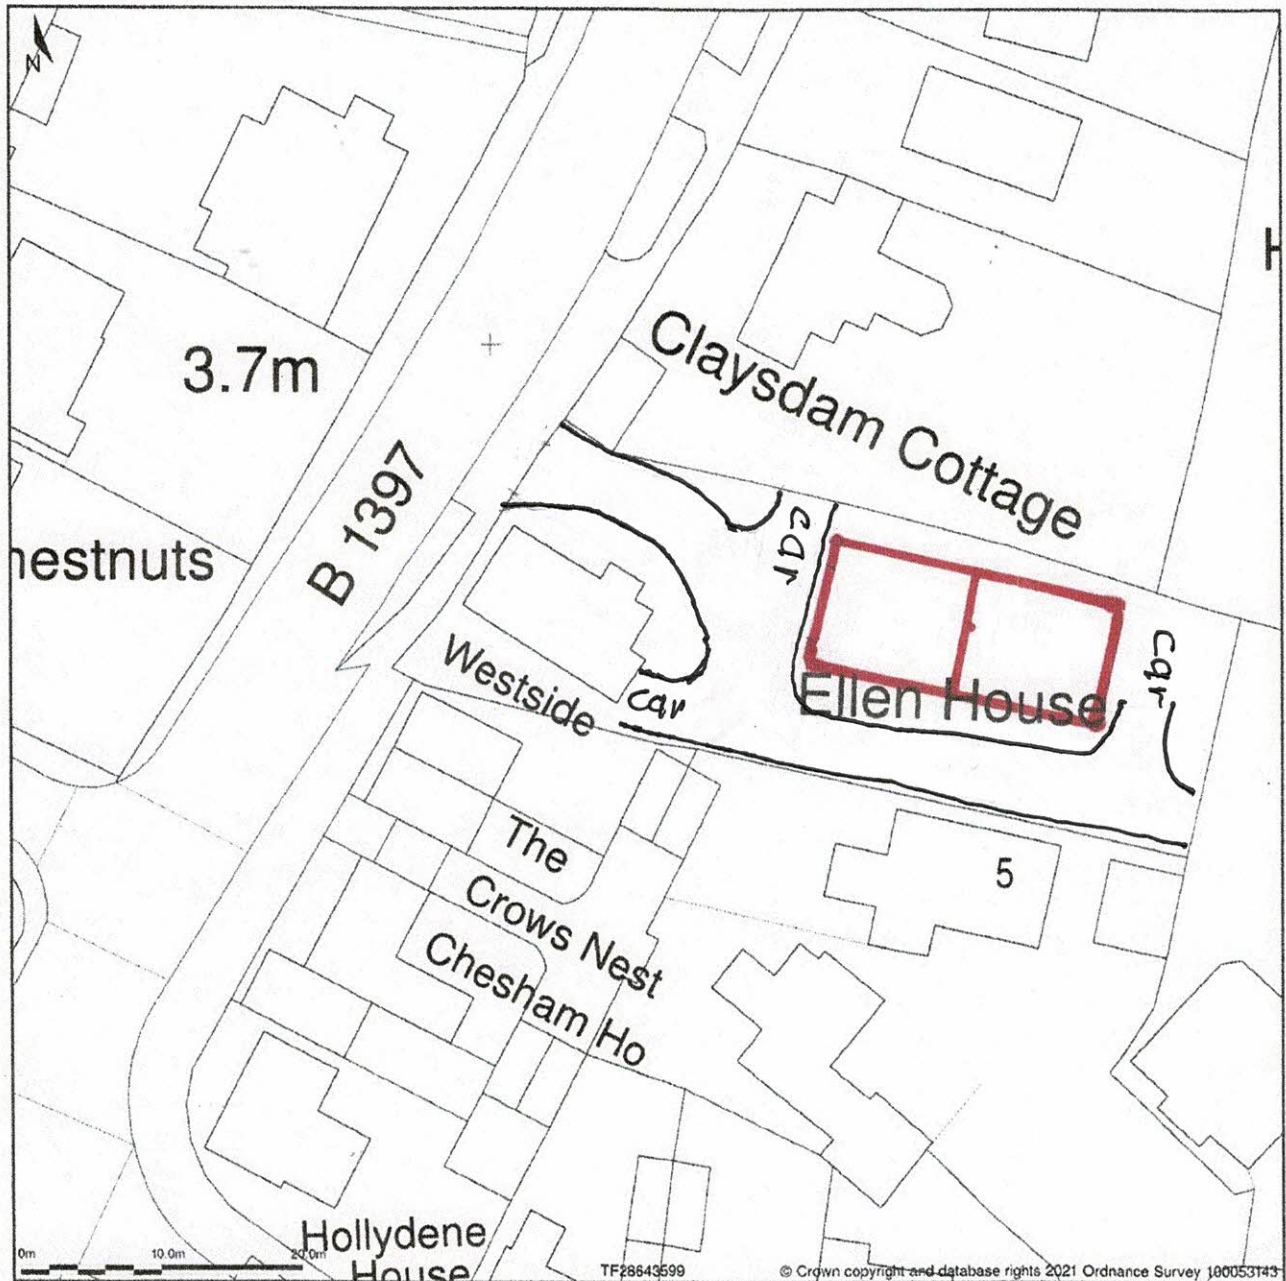 N
H
Claysdam Cottage
3.7m
B 1397
hestnuts
car
car
Ellen House
Westside
car
The
Crows Nest
5
Chesham Ho
Hollydene
House
0m 10.0m 20.0m
TF28643599
© Crown copyright and database rights 2021 Ordnance Survey 100053143